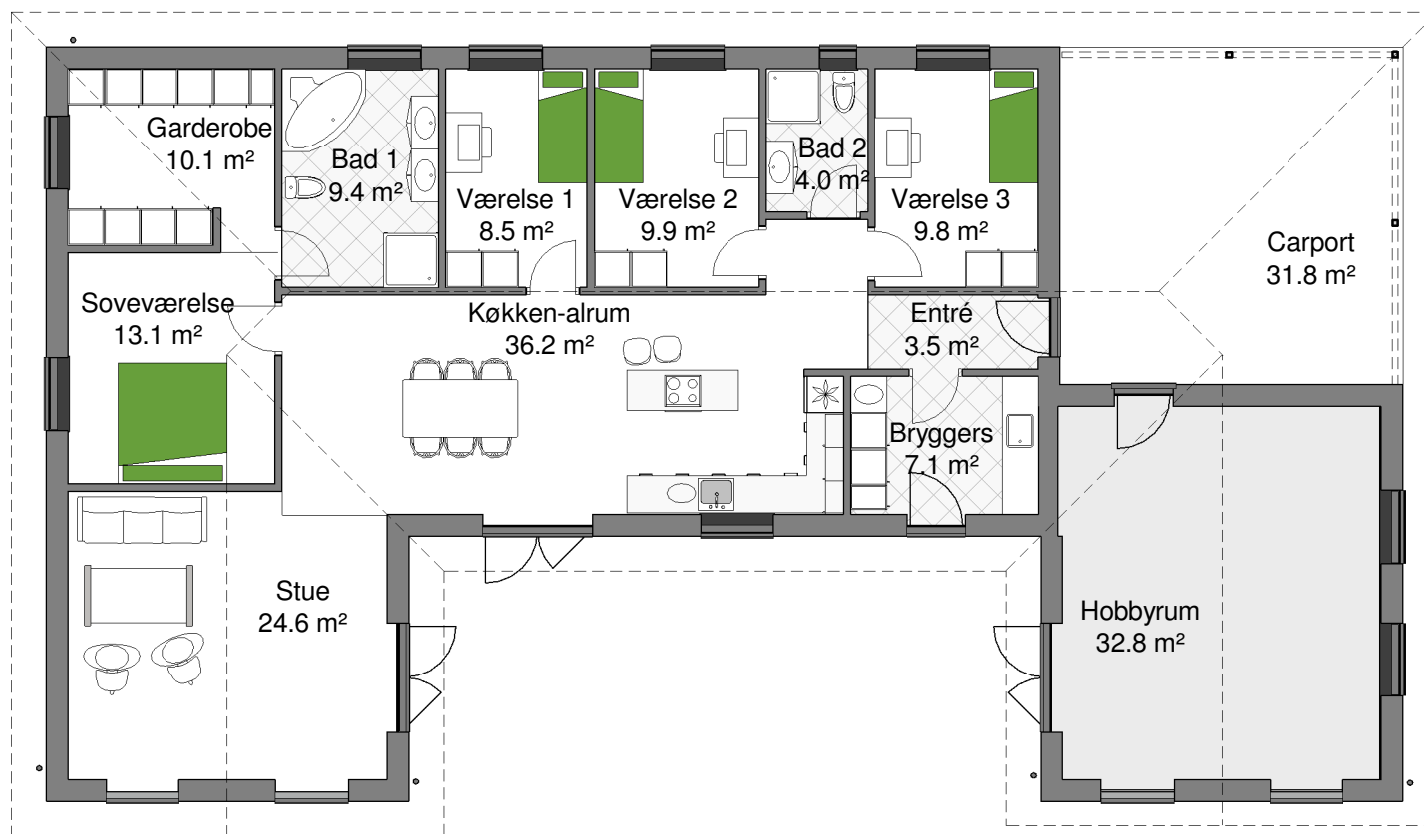 Garderobe
10.1 m²
Bad 1
9.4 m²
Værelse 1
8.5 m²
Værelse 2
9.9 m²
Bad 2
4.0 m²
Værelse 3
9.8 m²
Carport
31.8 m²
Soveværelse
13.1 m²
Køkken-alrum
36.2 m²
Entré
3.5 m²
Bryggers
7.1 m²
Stue
24.6 m²
Hobbyrum
32.8 m²